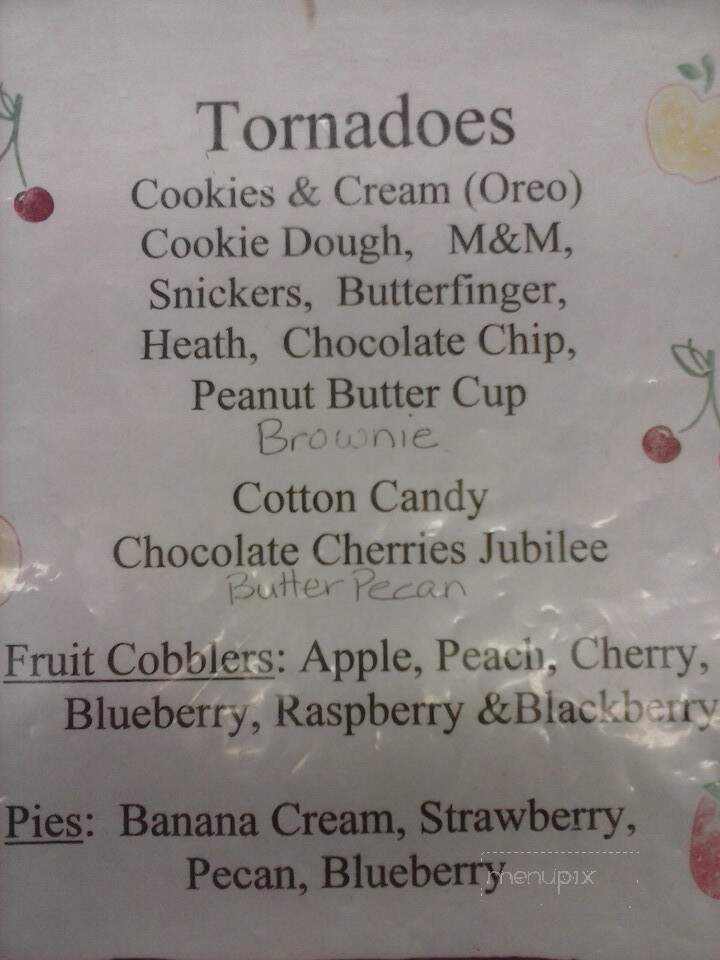 Tornadoes
Cookies & Cream (Oreo)
Cookie Dough, M&M,
Snickers, Butterfinger,
Heath, Chocolate Chip,
Peanut Butter Cup
Brownie
Cotton Candy
Chocolate Cherries Jubilee
Butter Pecan
Fruit Cobblers: Apple, Peach, Cherry,
Blueberry, Raspberry &Blackberry
Pies: Banana Cream, Strawberry,
Pecan, Blueberry
menupix